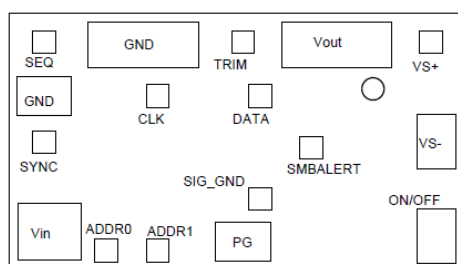 GND
Vout
SEQ
TRIM
VS+
GND
CLK
DATA
SYNC
SMBALERT
VS-
SIG_GND
ON/OFF
Vin
ADDR0
ADDR1
PG